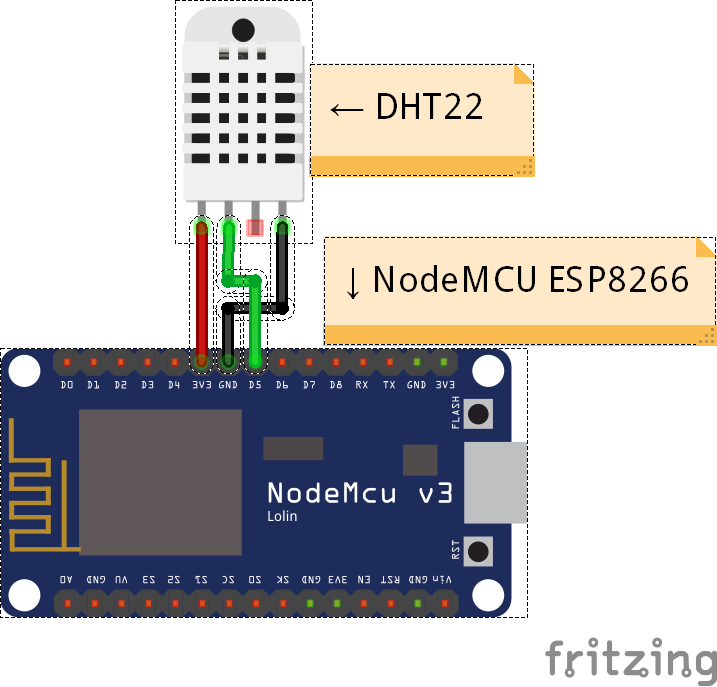 ← DHT22
↓ NodeMCU ESP8266
D0 D1 D2 D3 D4 3V3 GND D5 D6 D7 D8 RX TX GND 3V3
FLASH
NodeMcu v3
Lolin
RST
A0 GND VU S3 S2 S1 SC SO SK GND 3V3 EN RST GND Vin
fritzing